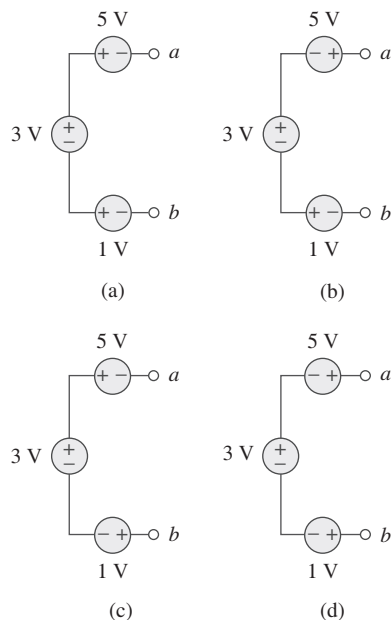 5 V
+ − a
3 V + −
+ − b
1 V
(a)
5 V
− + a
3 V + −
+ − b
1 V
(b)
5 V
+ − a
3 V + −
− + b
1 V
(c)
5 V
− + a
3 V + −
− + b
1 V
(d)